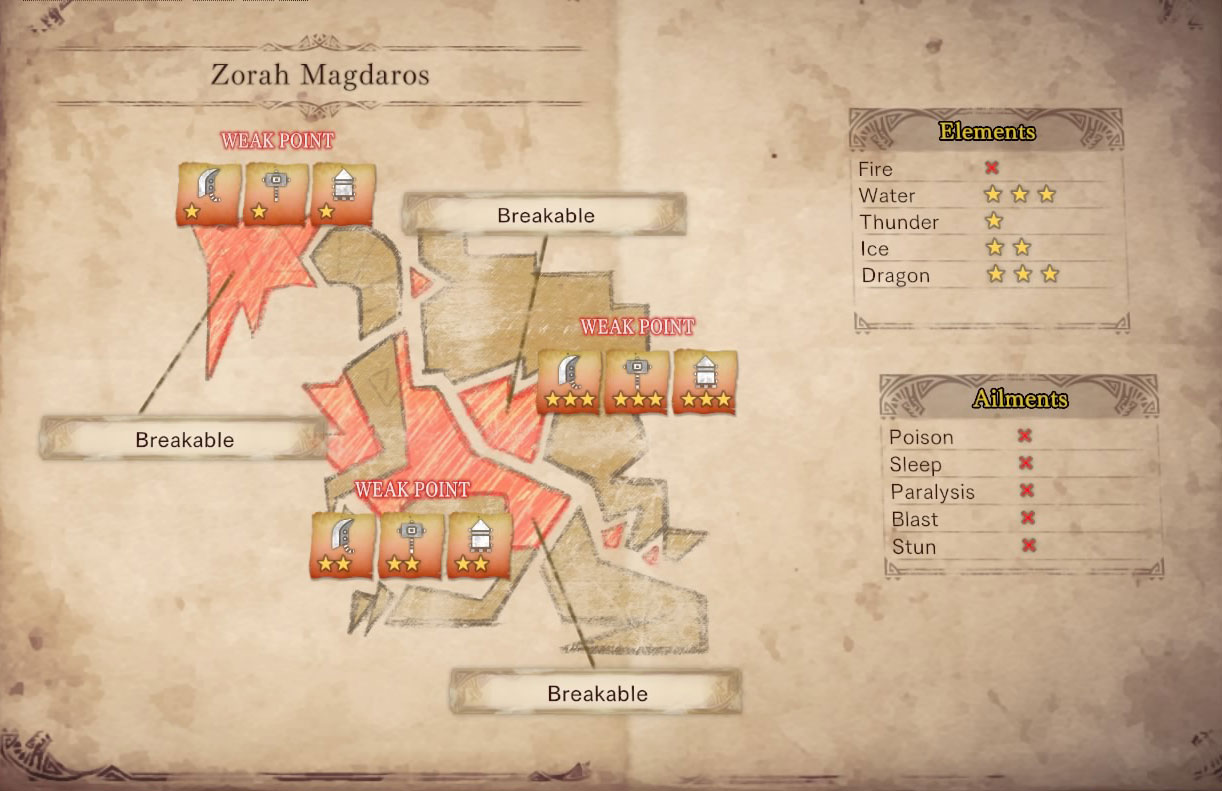 Zorah Magdaros
WEAK POINT
Breakable
WEAK POINT
Breakable
WEAK POINT
Breakable
Elements
Fire
Water
Thunder
Ice
Dragon
Ailments
Poison
Sleep
Paralysis
Blast
Stun